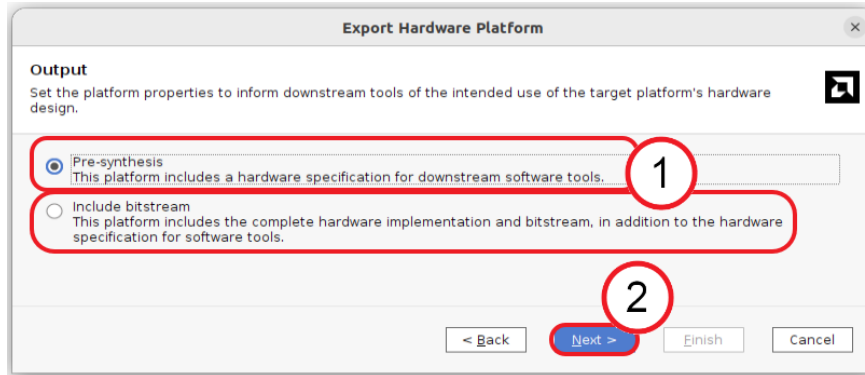 Export Hardware Platform
Output
Set the platform properties to inform downstream tools of the intended use of the target platform's hardware
design.
Pre-synthesis
This platform includes a hardware specification for downstream software tools.
1
Include bitstream
This platform includes the complete hardware implementation and bitstream, in addition to the hardware
specification for software tools.
2
< Back
Next >
Finish
Cancel